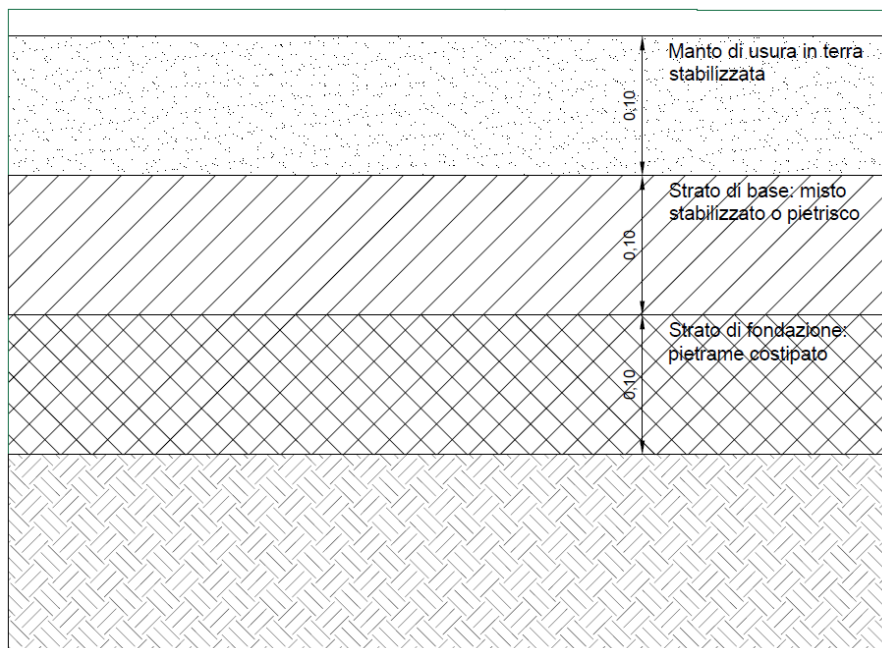 Manto di usura in terra
stabilizzata
0,10
Strato di base: misto
stabilizzato o pietrisco
0,10
Strato di fondazione:
pietrame costipato
0,10